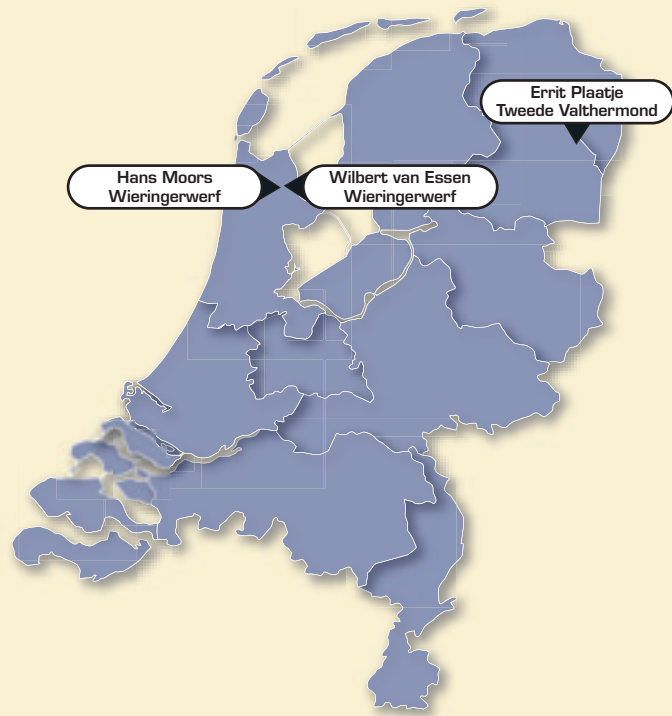 Errit Plaatje
Tweede Valthermond
Hans Moors
Wieringerwerf
Wilbert van Essen
Wieringerwerf